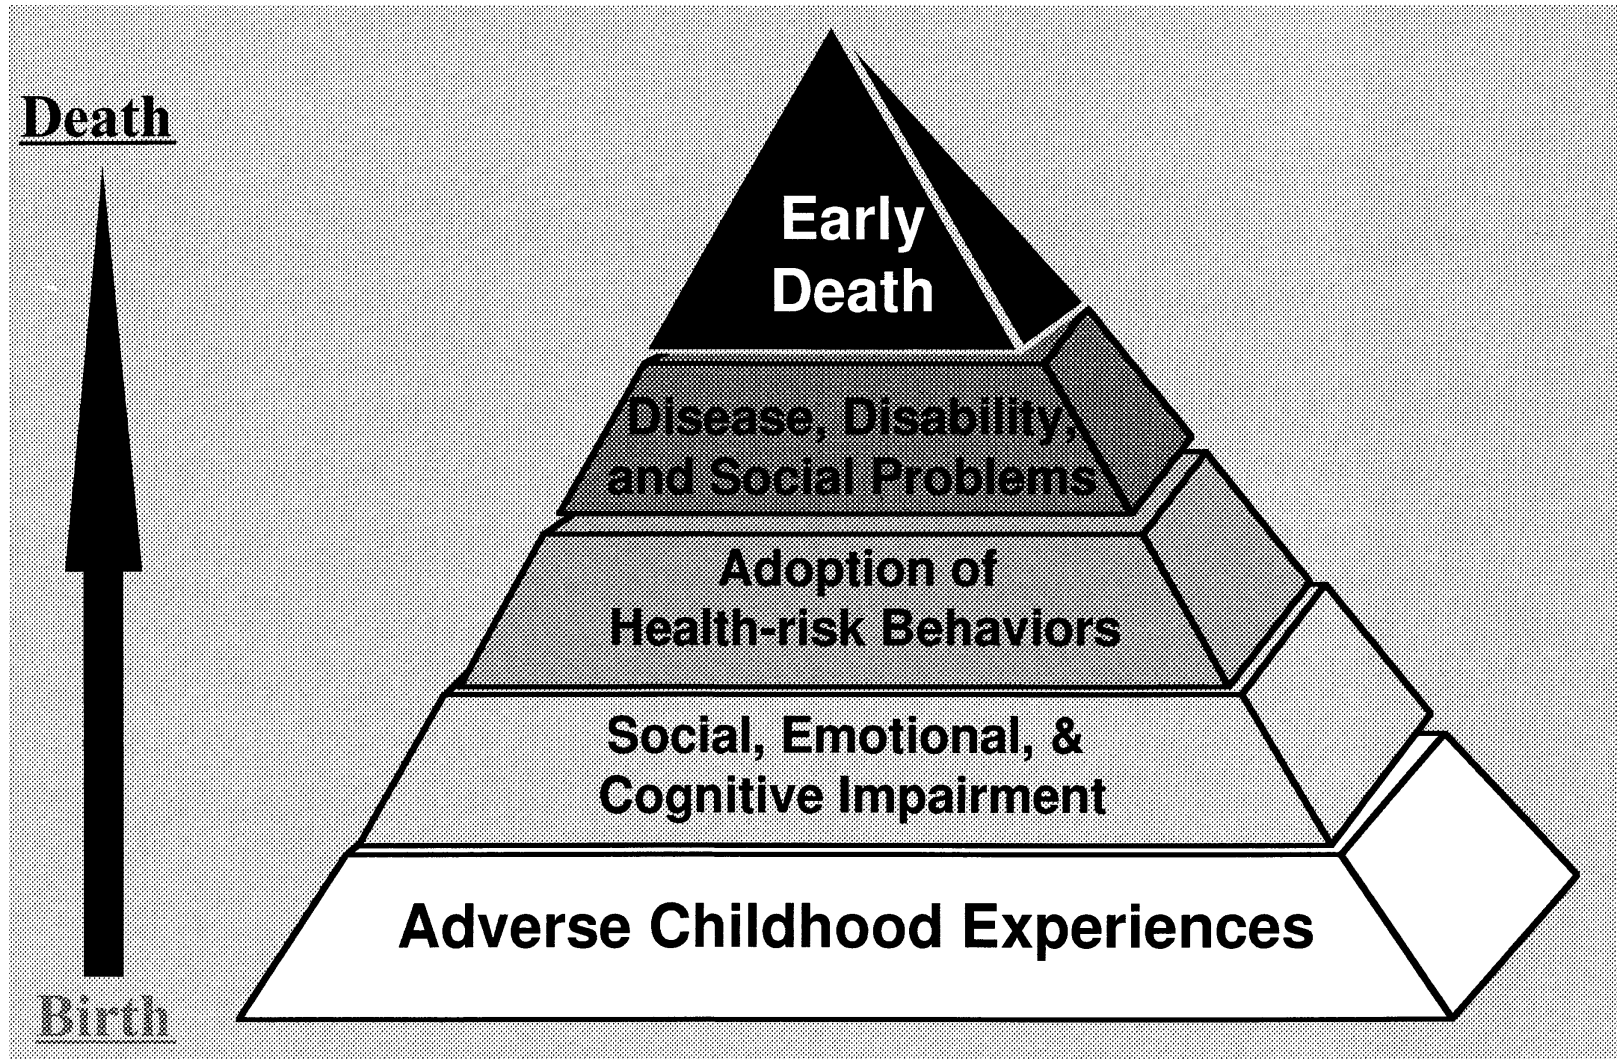 Death
Early
Death
Disease, Disability,
and Social Problems
Adoption of
Health-risk Behaviors
Social, Emotional, &
Cognitive Impairment
Adverse Childhood Experiences
Birth